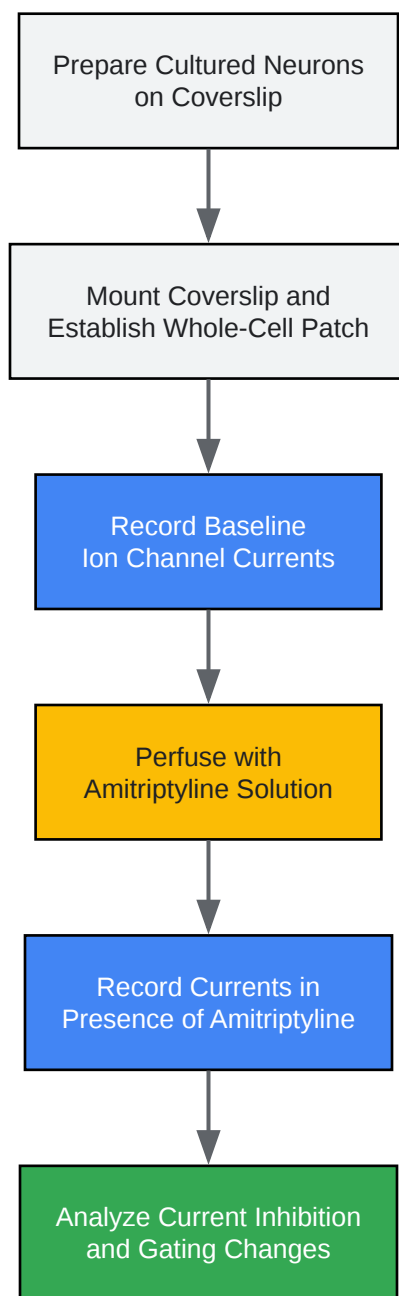 Prepare Cultured Neurons
on Coverslip
Mount Coverslip and
Establish Whole-Cell Patch
Record Baseline
Ion Channel Currents
Perfuse with
Amitriptyline Solution
Record Currents in
Presence of Amitriptyline
Analyze Current Inhibition
and Gating Changes